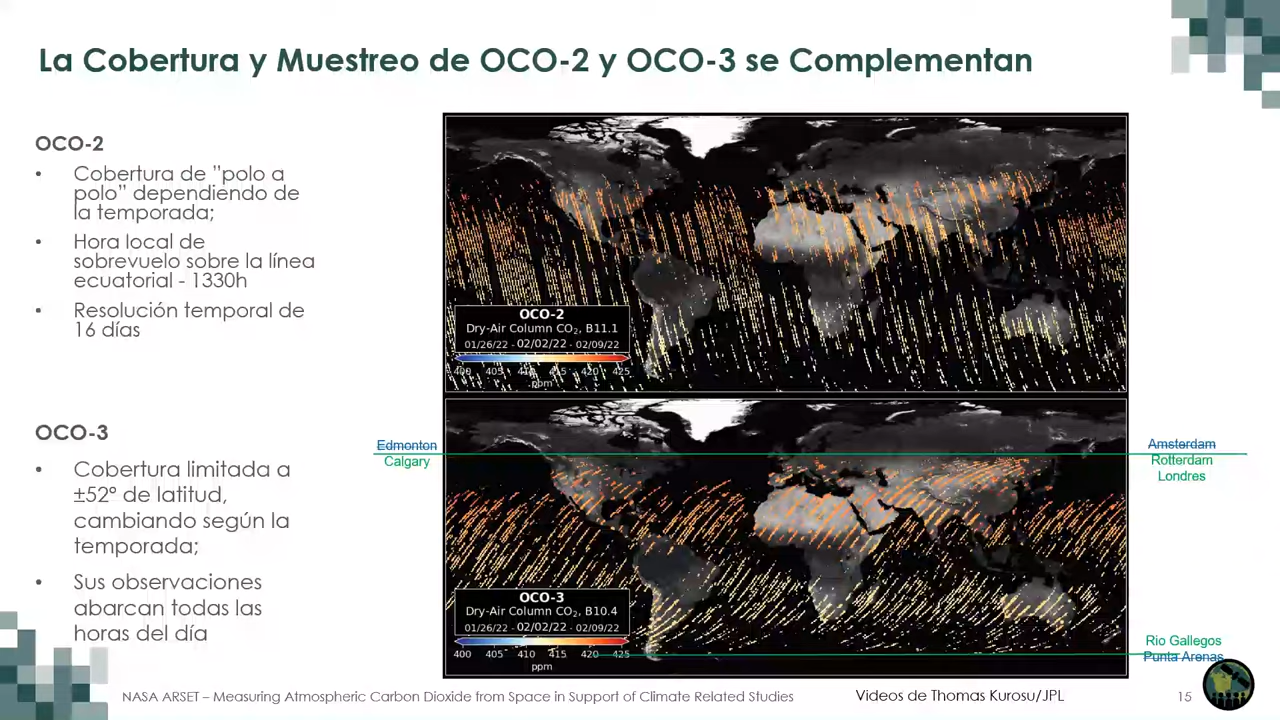 La Cobertura y Muestreo de OCO-2 y OCO-3 se Complementan
OCO-2
• Cobertura de ”polo a
polo” dependiendo de
la temporada;
• Hora local de
sobrevuelo sobre la línea
ecuatorial - 1330h
• Resolución temporal de
16 días
OCO-3
• Cobertura limitada a
±52° de latitud,
cambiando según la
temporada;
• Sus observaciones
abarcan todas las
horas del día
OCO-2
Dry-Air Column CO₂, B11.1
01/26/22 - 02/02/22 - 02/09/22
400 405 410 415 420 425
ppm
Edmonton
Calgary
Amsterdam
Rotterdam
Londres
OCO-3
Dry-Air Column CO₂, B10.4
01/26/22 - 02/02/22 - 02/09/22
400 405 410 415 420 425
ppm
Rio Gallegos
Punta Arenas
NASA ARSET – Measuring Atmospheric Carbon Dioxide from Space in Support of Climate Related Studies
Videos de Thomas Kurosu/JPL
15